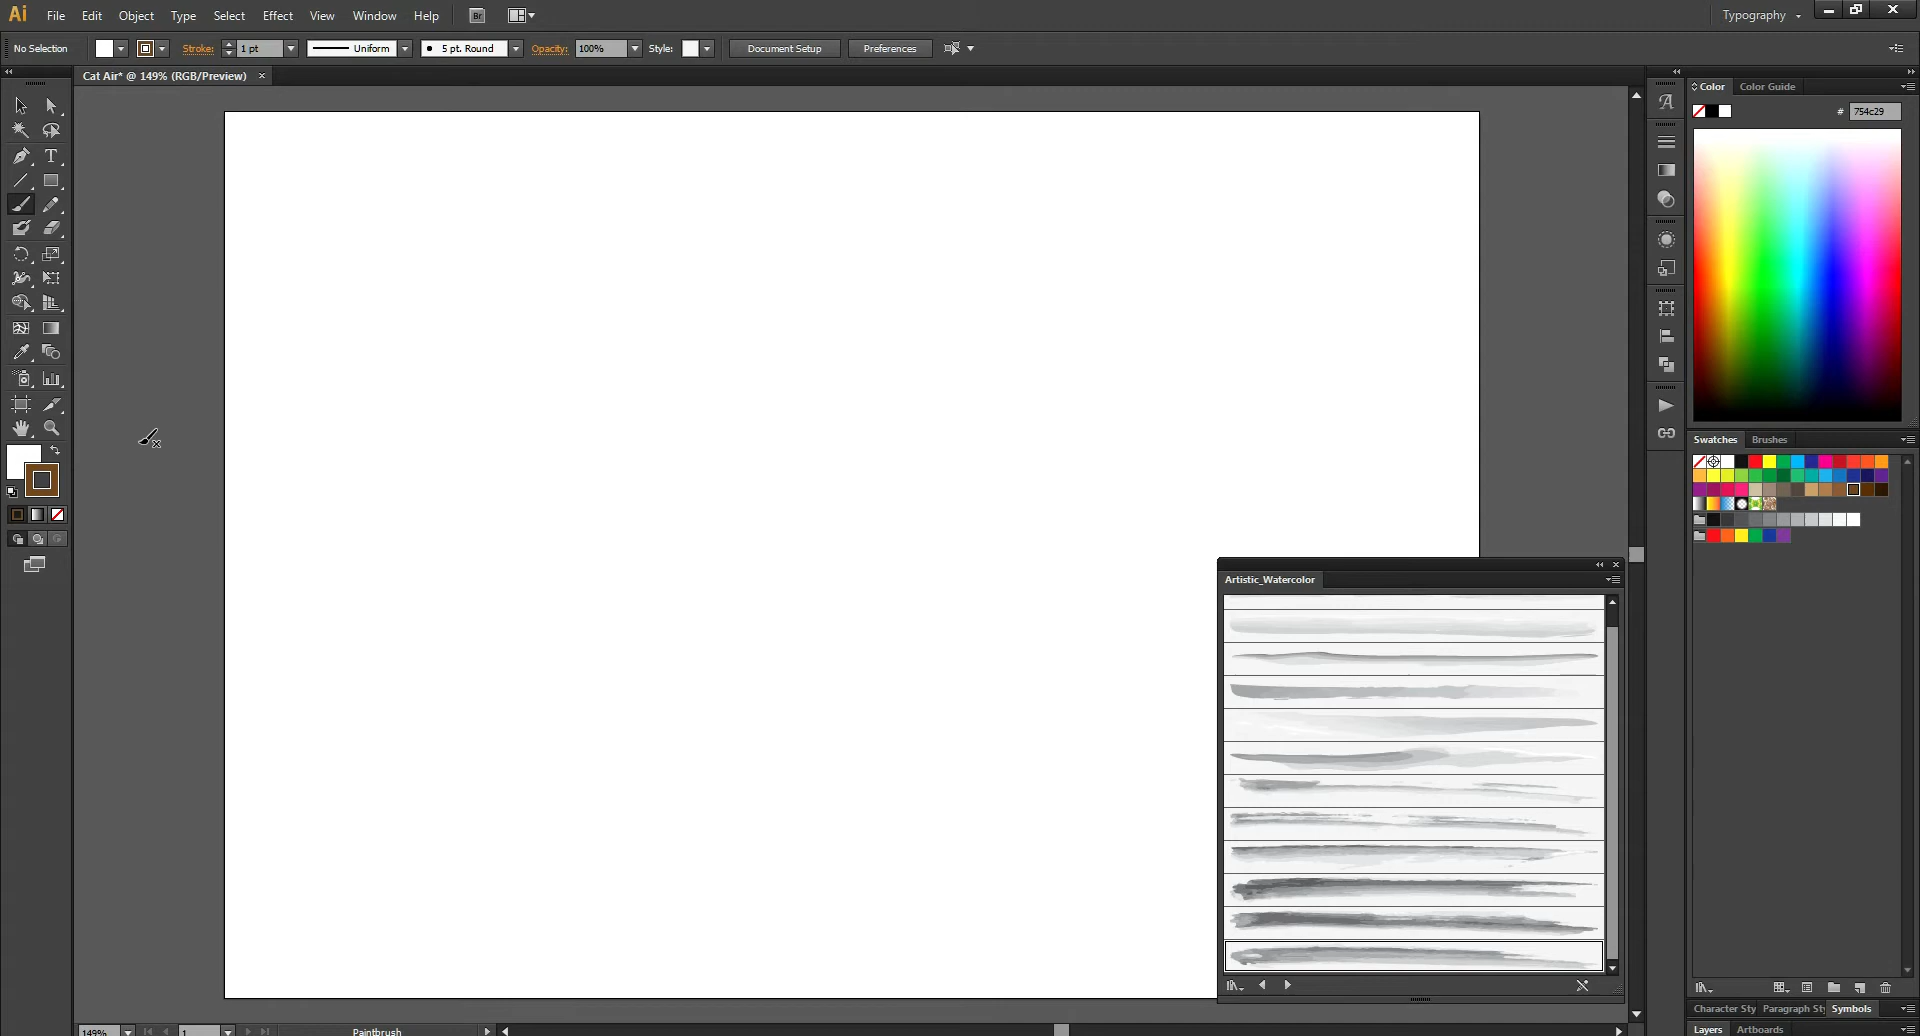 Ai File Edit Object Type Select Effect View Window Help Br Typography
No Selection Stroke: 1 pt Uniform 5 pt. Round Opacity: 100% Style: Document Setup Preferences
Cat Air* @ 149% (RGB/Preview)
Color Color Guide
# 754c29
Swatches Brushes
Artistic_Watercolor
Character Sty Paragraph Sty Symbols
149% 1 Paintbrush Layers Artboards